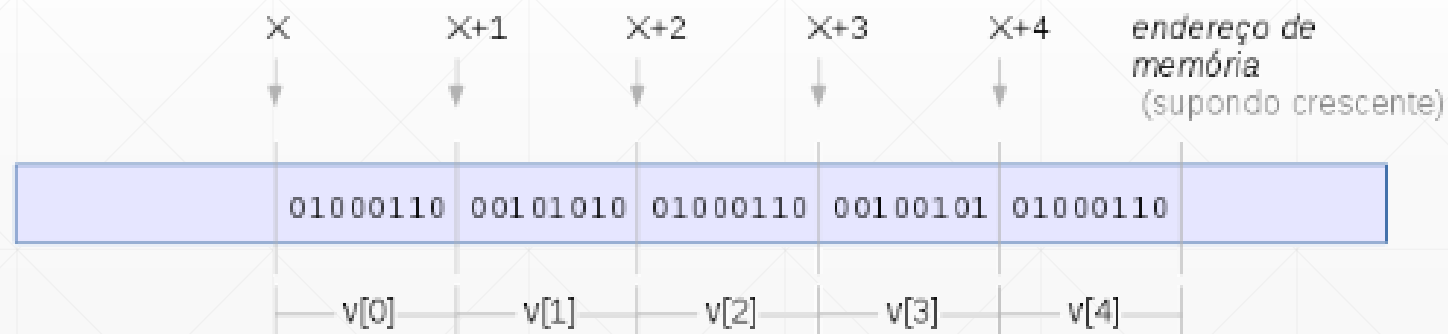 X X+1 X+2 X+3 X+4 endereço de
memória
(supondo crescente)
01000110 00101010 01000110 00100101 01000110
v[0] v[1] v[2] v[3] v[4]